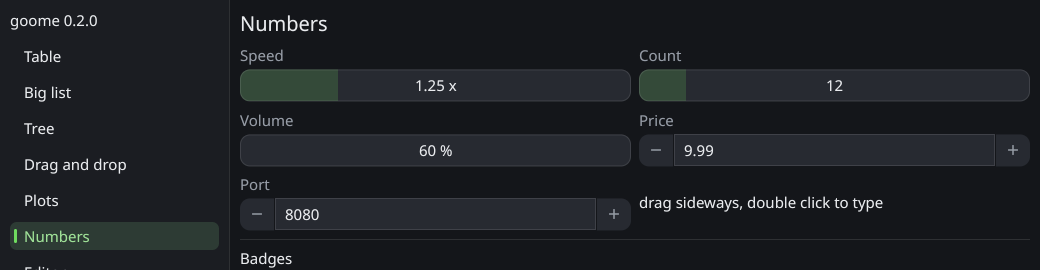 goome 0.2.0
Table
Big list
Tree
Drag and drop
Plots
Numbers
Numbers
Speed
1.25 x
Count
12
Volume
60 %
Price
− 9.99 +
Port
− 8080 +
drag sideways, double click to type
Badges